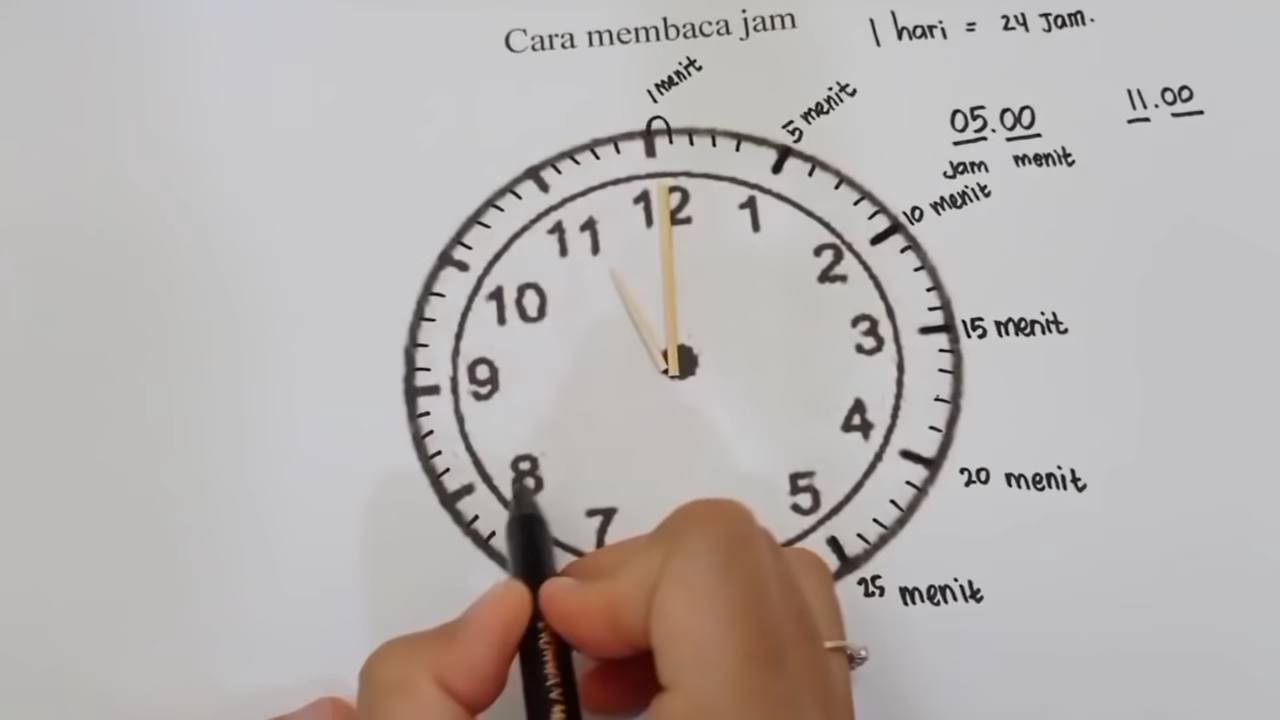 Cara membaca jam
1 hari = 24 Jam.
1 menit
5 menit
05.00
11.00
Jam menit
10 menit
12
1
11
2
10
3
15 menit
9
4
8
5
20 menit
7
25 menit